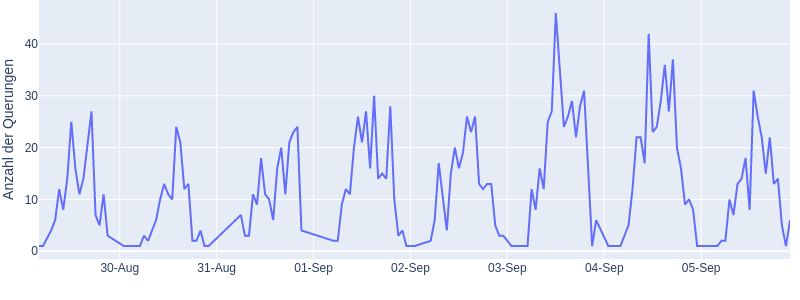 Anzahl der Querungen
40
30
20
10
0
30-Aug
31-Aug
01-Sep
02-Sep
03-Sep
04-Sep
05-Sep